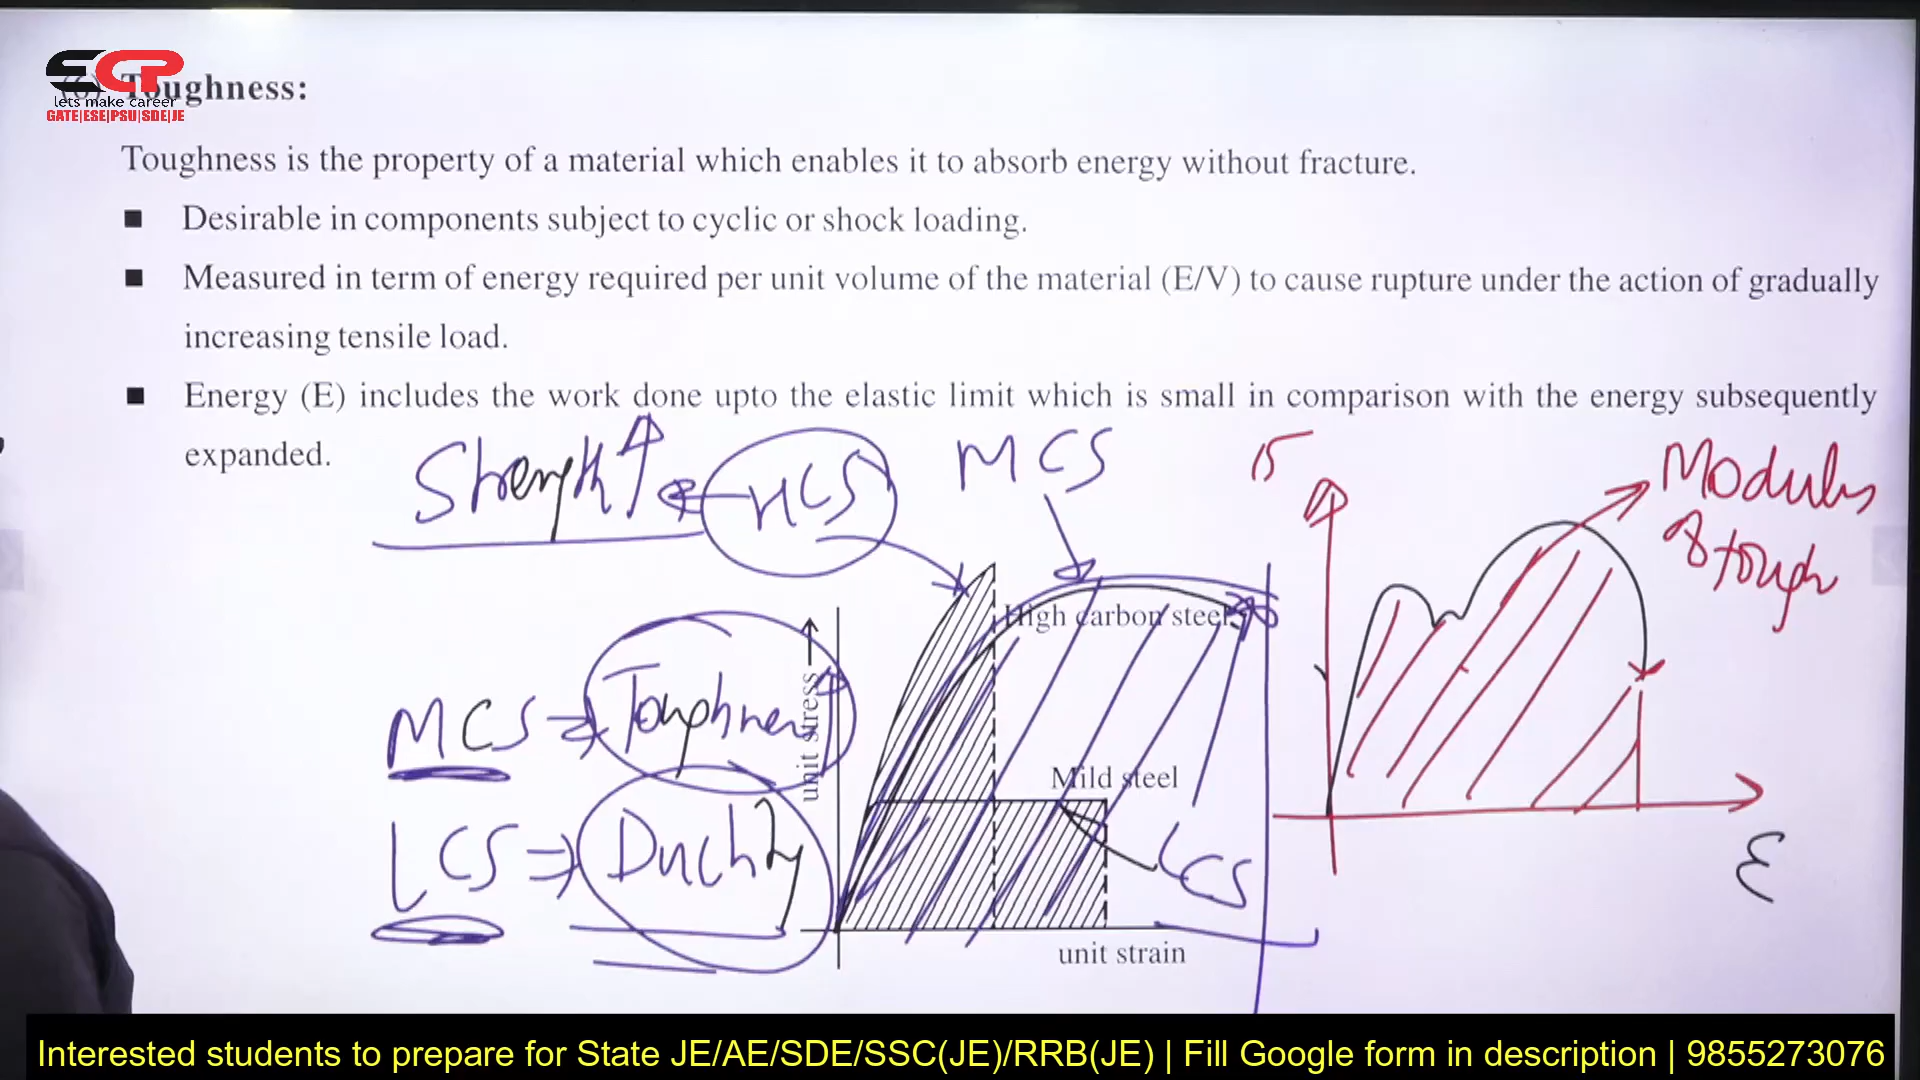 SCP
lets make career
GATE|ESE|PSU|SDE|JE
(6) Toughness:
Toughness is the property of a material which enables it to absorb energy without fracture.
■ Desirable in components subject to cyclic or shock loading.
■ Measured in term of energy required per unit volume of the material (E/V) to cause rupture under the action of gradually
increasing tensile load.
■ Energy (E) includes the work done upto the elastic limit which is small in comparison with the energy subsequently
expanded.
Strength ↑ ← HCS
MCS
Modulus
of tough
High carbon steel
unit stress
MCS ⇒ Toughness
Mild steel
LCS ⇒ Ductility
LCS
ε
unit strain
Interested students to prepare for State JE/AE/SDE/SSC(JE)/RRB(JE) | Fill Google form in description | 9855273076